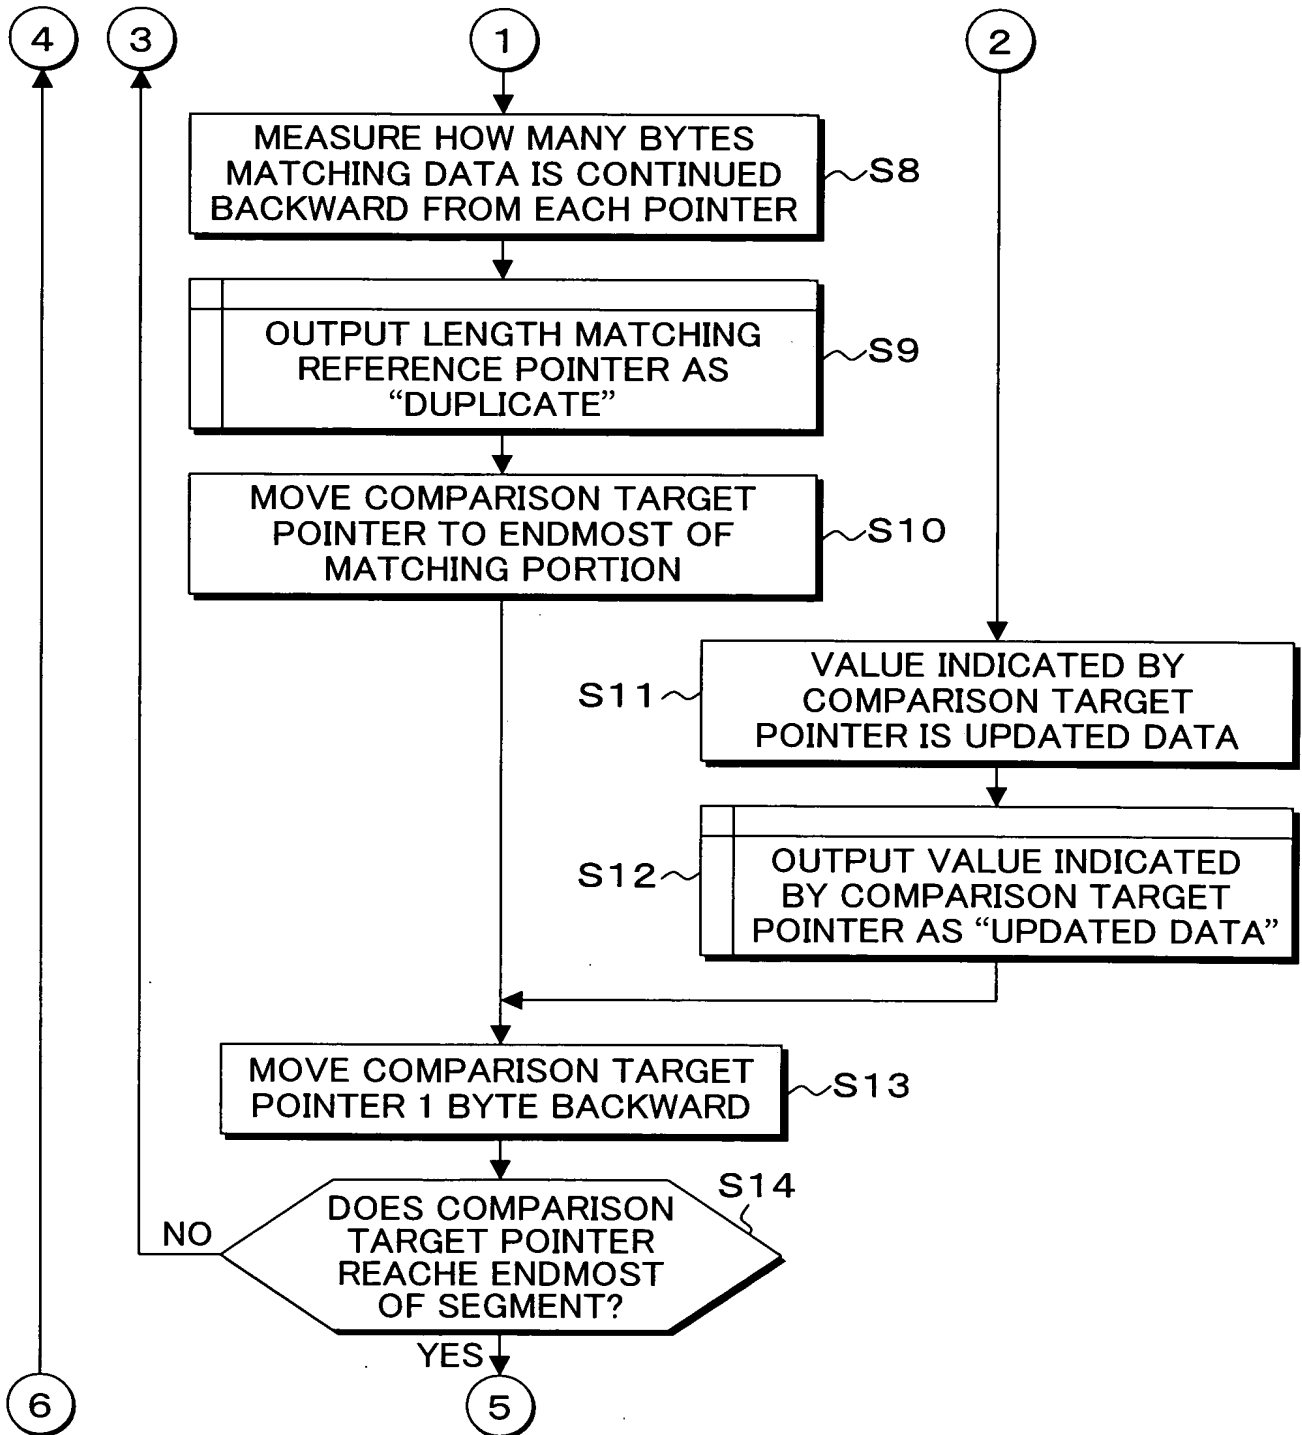 4
3
1
2
MEASURE HOW MANY BYTES
MATCHING DATA IS CONTINUED
BACKWARD FROM EACH POINTER
S8
OUTPUT LENGTH MATCHING
REFERENCE POINTER AS
“DUPLICATE”
S9
MOVE COMPARISON TARGET
POINTER TO ENDMOST OF
MATCHING PORTION
S10
VALUE INDICATED BY
COMPARISON TARGET
POINTER IS UPDATED DATA
S11
OUTPUT VALUE INDICATED
BY COMPARISON TARGET
POINTER AS “UPDATED DATA”
S12
MOVE COMPARISON TARGET
POINTER 1 BYTE BACKWARD
S13
DOES COMPARISON
TARGET POINTER
REACHE ENDMOST
OF SEGMENT?
S14
NO
YES
6
5